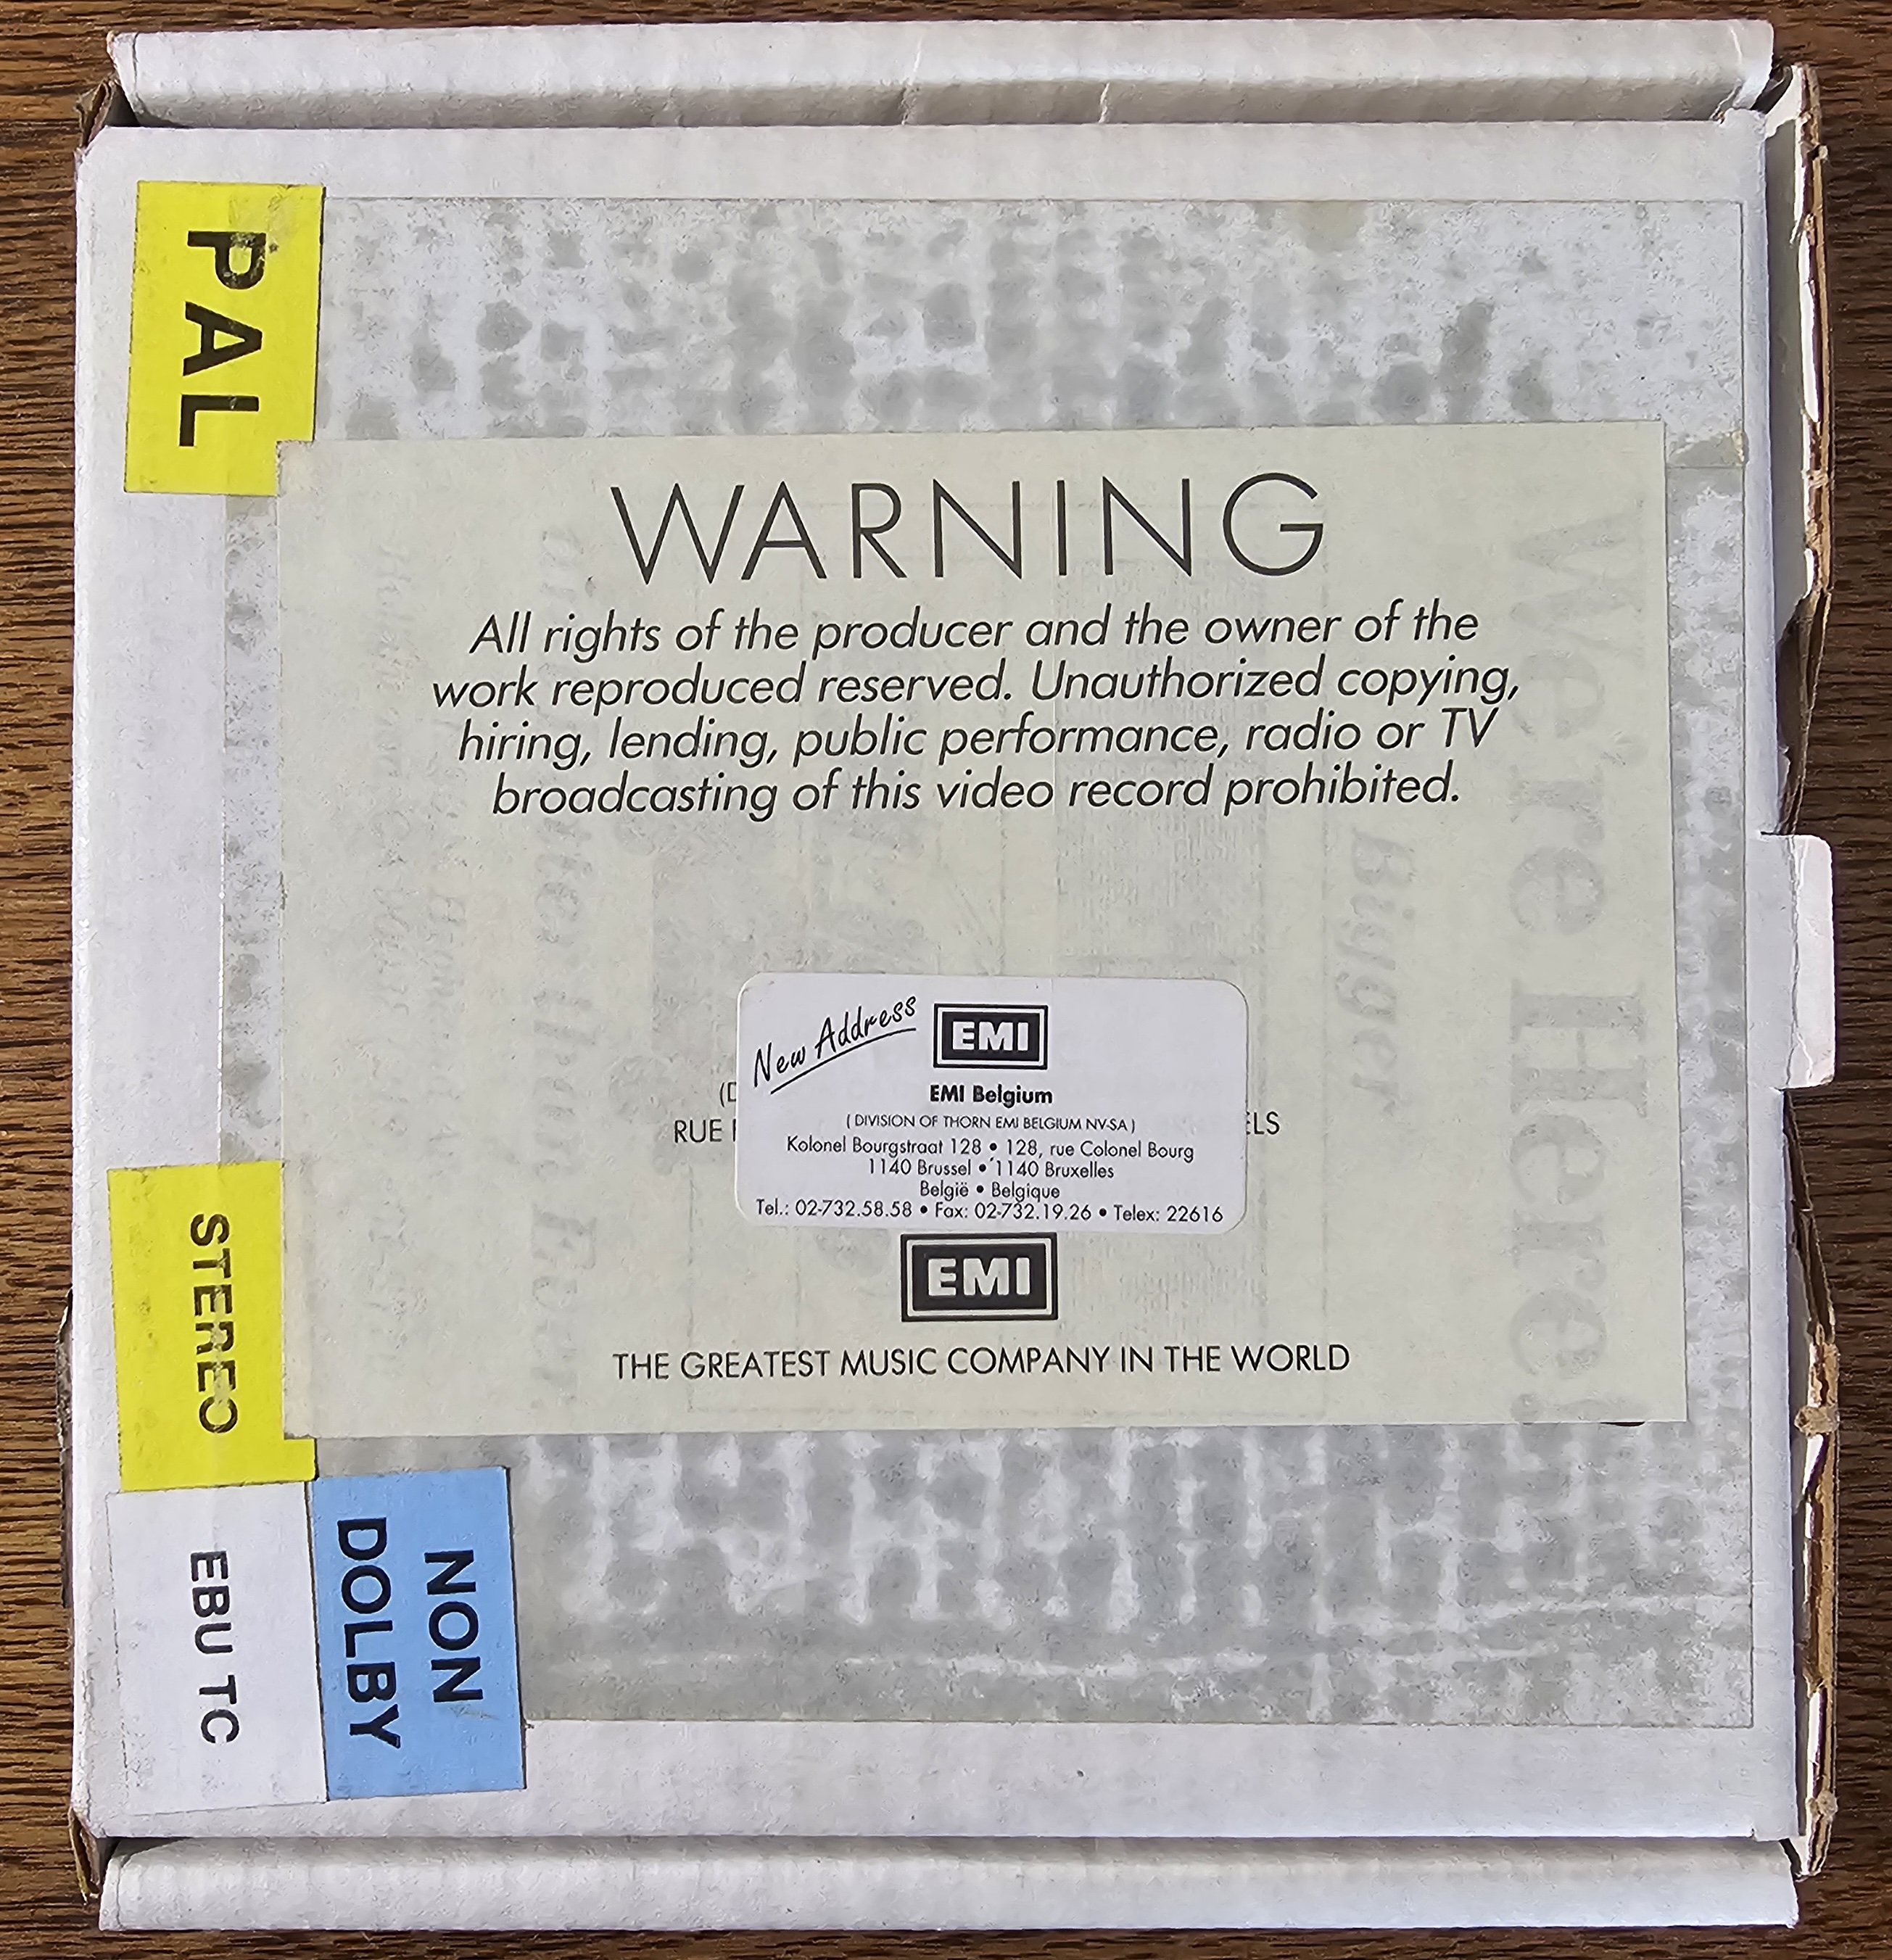 PAL
WARNING
All rights of the producer and the owner of the
work reproduced reserved. Unauthorized copying,
hiring, lending, public performance, radio or TV
broadcasting of this video record prohibited.
New Address
EMI
EMI Belgium
( DIVISION OF THORN EMI BELGIUM NV-SA )
Kolonel Bourgstraat 128 • 128, rue Colonel Bourg
1140 Brussel • 1140 Bruxelles
België • Belgique
Tel.: 02-732.58.58 • Fax: 02-732.19.26 • Telex: 22616
RUE
EMI
THE GREATEST MUSIC COMPANY IN THE WORLD
STEREO
NON
DOLBY
EBU TC
We're Here!
Bigger